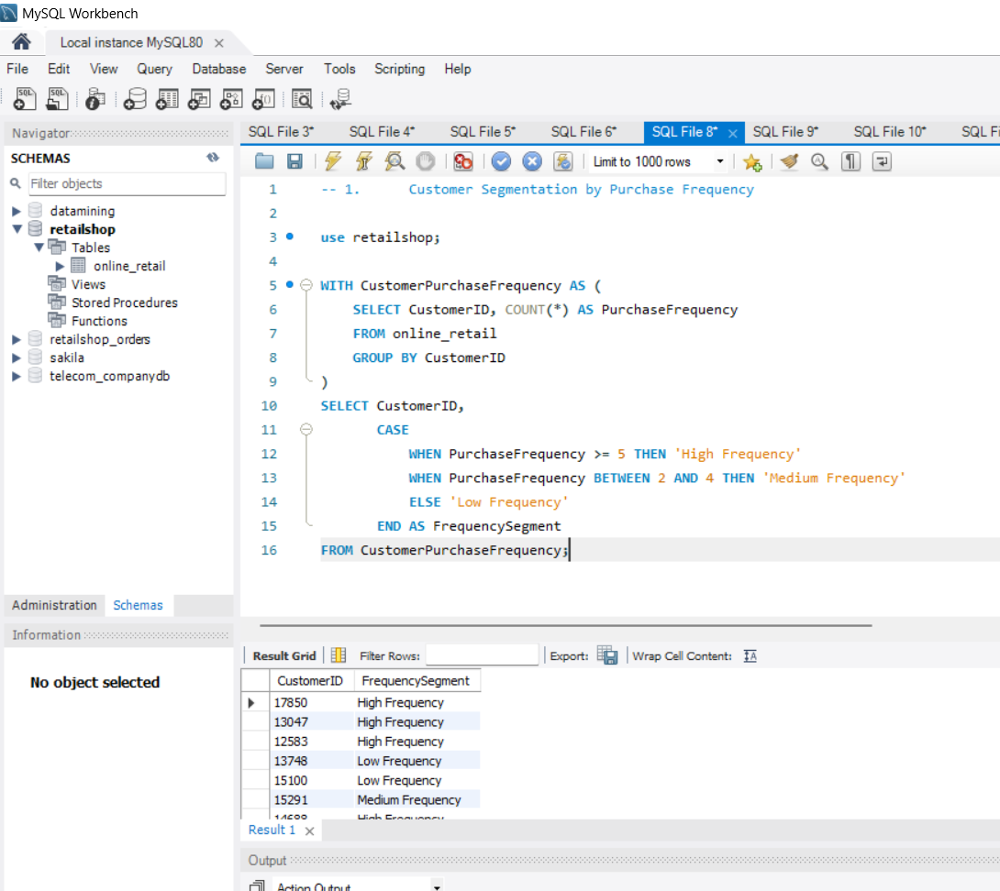 MySQL Workbench
Local instance MySQL80
File Edit View Query Database Server Tools Scripting Help
Navigator
SCHEMAS
Filter objects
datamining
retailshop
Tables
online_retail
Views
Stored Procedures
Functions
retailshop_orders
sakila
telecom_companydb
Administration Schemas
Information
No object selected
SQL File 3* SQL File 4* SQL File 5* SQL File 6* SQL File 8* SQL File 9* SQL File 10* SQL Fi
Limit to 1000 rows
1 -- 1. Customer Segmentation by Purchase Frequency
2
3 use retailshop;
4
5 WITH CustomerPurchaseFrequency AS (
6 SELECT CustomerID, COUNT(*) AS PurchaseFrequency
7 FROM online_retail
8 GROUP BY CustomerID
9 )
10 SELECT CustomerID,
11 CASE
12 WHEN PurchaseFrequency >= 5 THEN 'High Frequency'
13 WHEN PurchaseFrequency BETWEEN 2 AND 4 THEN 'Medium Frequency'
14 ELSE 'Low Frequency'
15 END AS FrequencySegment
16 FROM CustomerPurchaseFrequency;
Result Grid Filter Rows: Export: Wrap Cell Content:
CustomerID FrequencySegment
17850 High Frequency
13047 High Frequency
12583 High Frequency
13748 Low Frequency
15100 Low Frequency
15291 Medium Frequency
14688 High Frequency
Result 1
Output
Action Output